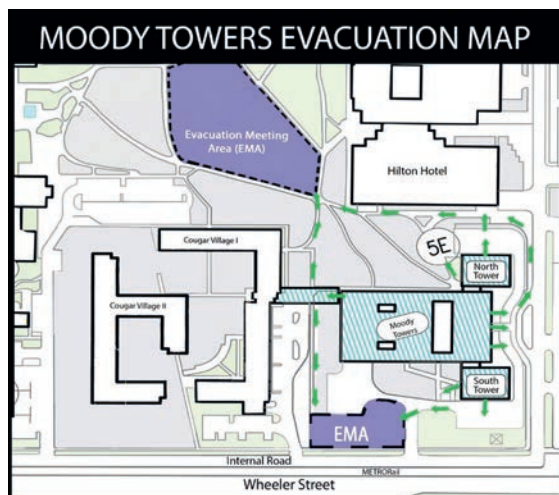 MOODY TOWERS EVACUATION MAP
Evacuation Meeting
Area (EMA)
Hilton Hotel
Cougar Village I
5E
North
Tower
Cougar Village II
Moody
Towers
South
Tower
EMA
Internal Road
METRORail
Wheeler Street